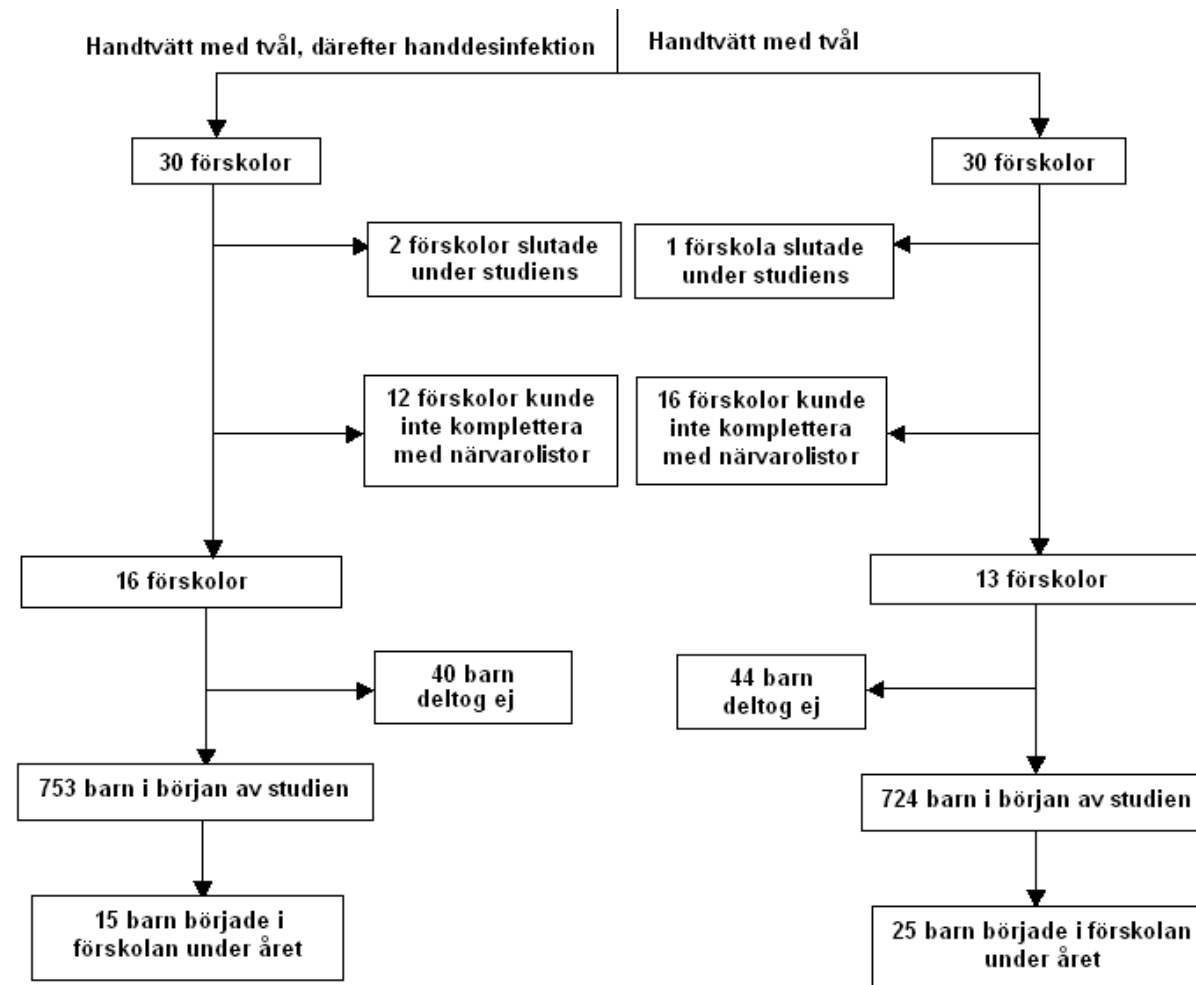 Handtvätt med tvål, därefter handdesinfektion
Handtvätt med tvål
30 förskolor
30 förskolor
2 förskolor slutade
under studiens
1 förskola slutade
under studiens
12 förskolor kunde
inte komplettera
med närvarolistor
16 förskolor kunde
inte komplettera
med närvarolistor
16 förskolor
13 förskolor
40 barn
deltog ej
44 barn
deltog ej
753 barn i början av studien
724 barn i början av studien
15 barn började i
förskolan under året
25 barn började i förskolan
under året